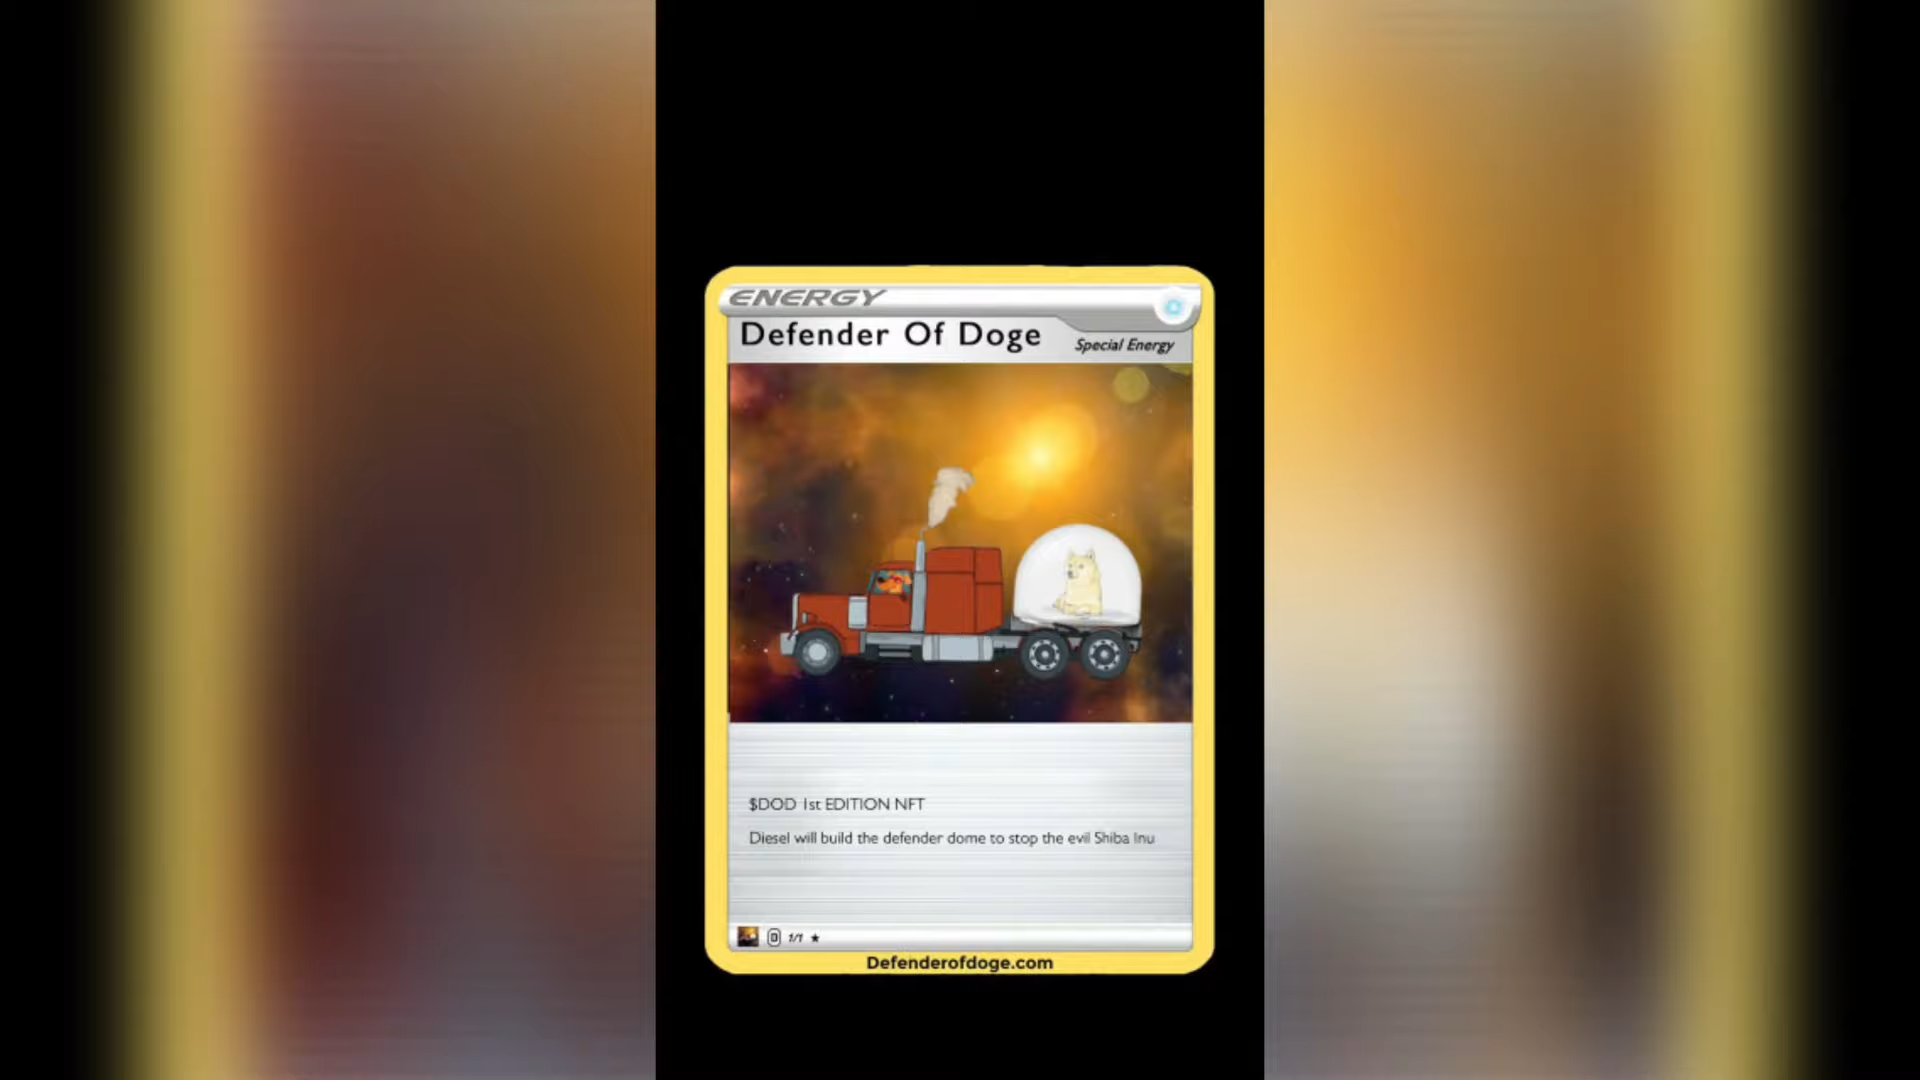 ENERGY
Defender Of Doge
Special Energy
$DOD 1st EDITION NFT
Diesel will build the defender dome to stop the evil Shiba Inu
D 1/1 ★
Defenderofdoge.com